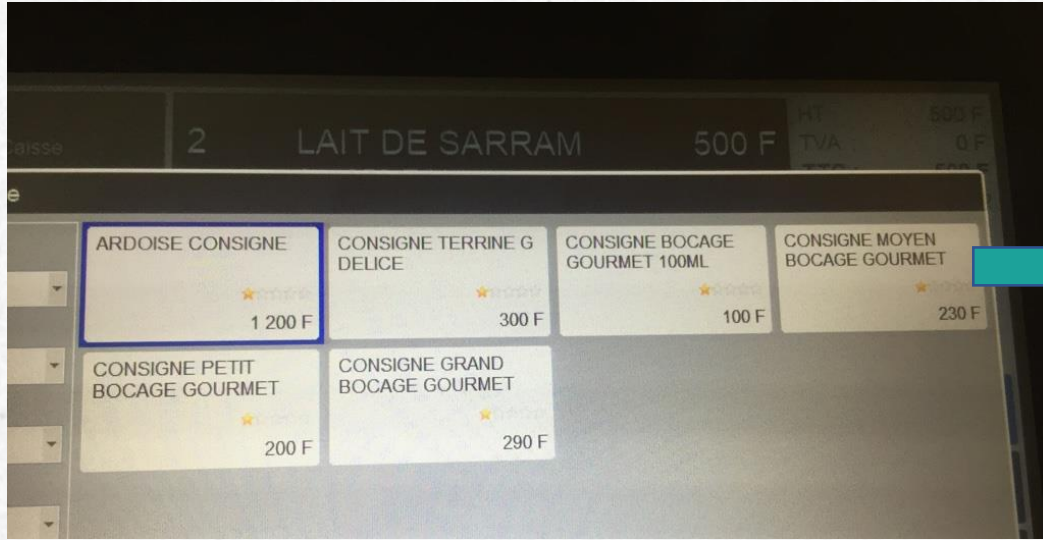 HT 500 F
caisse 2 LAIT DE SARRAM 500 F TVA : 0 F
e
ARDOISE CONSIGNE
1 200 F
CONSIGNE TERRINE G
DELICE
300 F
CONSIGNE BOCAGE
GOURMET 100ML
100 F
CONSIGNE MOYEN
BOCAGE GOURMET
230 F
CONSIGNE PETIT
BOCAGE GOURMET
200 F
CONSIGNE GRAND
BOCAGE GOURMET
290 F